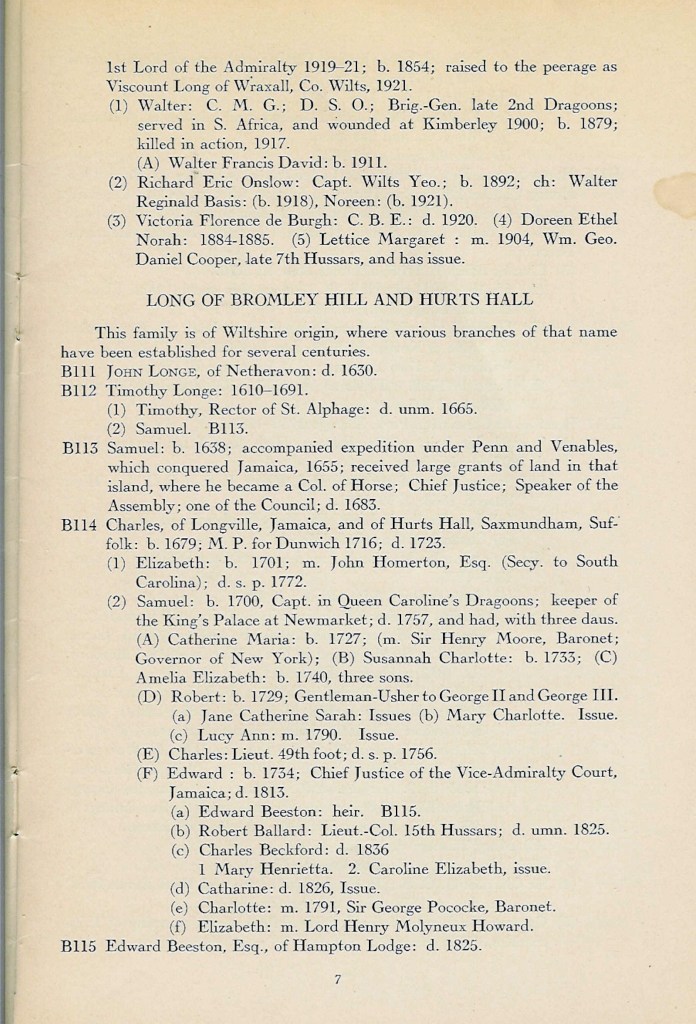 1st Lord of the Admiralty 1919–21; b. 1854; raised to the peerage as
Viscount Long of Wraxall, Co. Wilts, 1921.
(1) Walter: C. M. G.; D. S. O.; Brig.-Gen. late 2nd Dragoons;
served in S. Africa, and wounded at Kimberley 1900; b. 1879;
killed in action, 1917.
(A) Walter Francis David: b. 1911.
(2) Richard Eric Onslow: Capt. Wilts Yeo.; b. 1892; ch: Walter
Reginald Basis: (b. 1918), Noreen: (b. 1921).
(3) Victoria Florence de Burgh: C. B. E.: d. 1920. (4) Doreen Ethel
Norah: 1884-1885. (5) Lettice Margaret : m. 1904, Wm. Geo.
Daniel Cooper, late 7th Hussars, and has issue.
LONG OF BROMLEY HILL AND HURTS HALL
This family is of Wiltshire origin, where various branches of that name
have been established for several centuries.
B111 JOHN LONGE, of Netheravon: d. 1630.
B112 Timothy Longe: 1610–1691.
(1) Timothy, Rector of St. Alphage: d. unm. 1665.
(2) Samuel. B113.
B113 Samuel: b. 1638; accompanied expedition under Penn and Venables,
which conquered Jamaica, 1655; received large grants of land in that
island, where he became a Col. of Horse; Chief Justice; Speaker of the
Assembly; one of the Council; d. 1683.
B114 Charles, of Longville, Jamaica, and of Hurts Hall, Saxmundham, Suf-
folk: b. 1679; M. P. for Dunwich 1716; d. 1723.
(1) Elizabeth: b. 1701; m. John Homerton, Esq. (Secy. to South
Carolina); d. s. p. 1772.
(2) Samuel: b. 1700, Capt. in Queen Caroline's Dragoons; keeper of
the King's Palace at Newmarket; d. 1757, and had, with three daus.
(A) Catherine Maria: b. 1727; (m. Sir Henry Moore, Baronet;
Governor of New York); (B) Susannah Charlotte: b. 1733; (C)
Amelia Elizabeth: b. 1740, three sons.
(D) Robert: b. 1729; Gentleman-Usher to George II and George III.
(a) Jane Catherine Sarah: Issues (b) Mary Charlotte. Issue.
(c) Lucy Ann: m. 1790. Issue.
(E) Charles: Lieut. 49th foot; d. s. p. 1756.
(F) Edward : b. 1734; Chief Justice of the Vice-Admiralty Court,
Jamaica; d. 1813.
(a) Edward Beeston: heir. B115.
(b) Robert Ballard: Lieut.-Col. 15th Hussars; d. umn. 1825.
(c) Charles Beckford: d. 1836
1 Mary Henrietta. 2. Caroline Elizabeth, issue.
(d) Catharine: d. 1826, Issue.
(e) Charlotte: m. 1791, Sir George Pococke, Baronet.
(f) Elizabeth: m. Lord Henry Molyneux Howard.
B115 Edward Beeston, Esq., of Hampton Lodge: d. 1825.
7